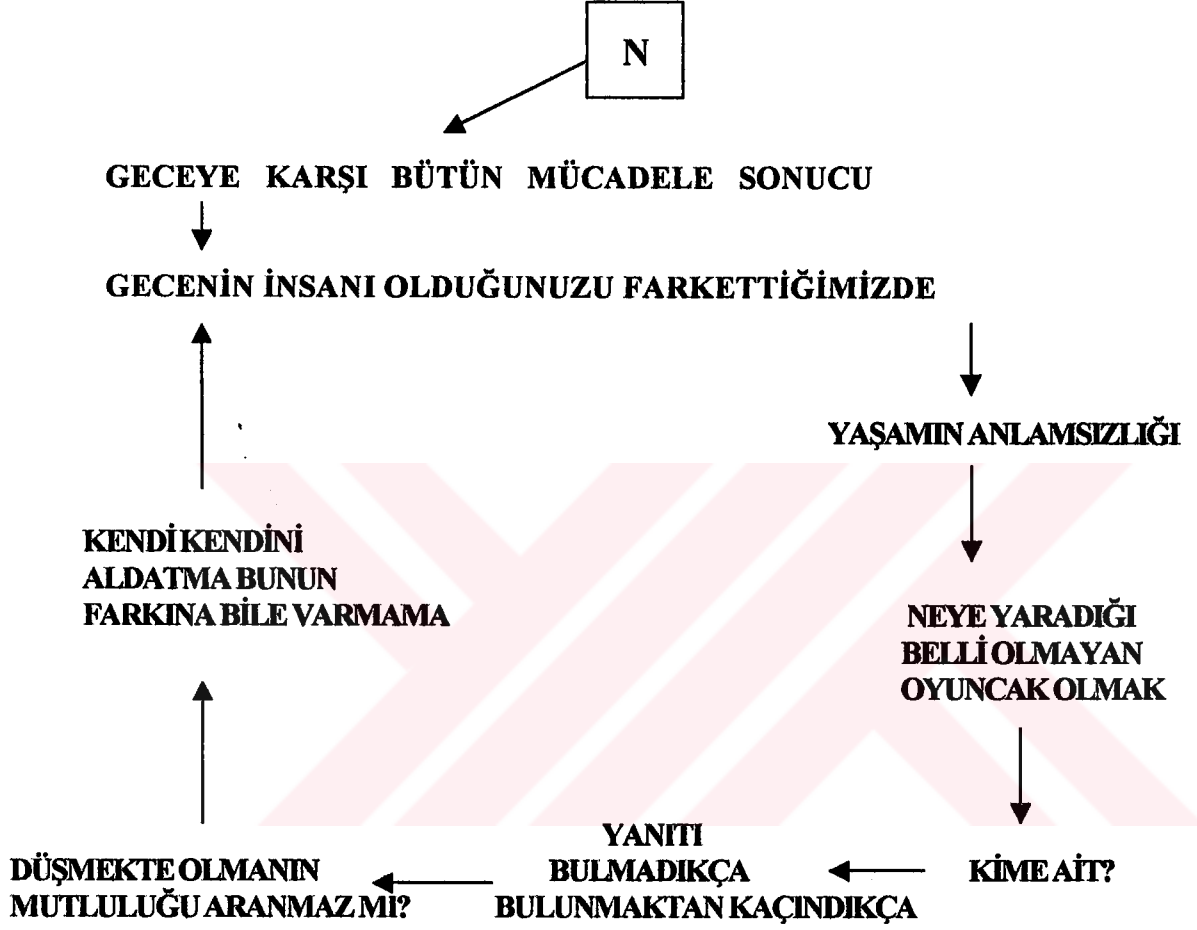 N
GECEYE KARŞI BÜTÜN MÜCADELE SONUCU
GECENİN İNSANI OLDUĞUNUZU FARKETTİĞİMİZDE
YAŞAMIN ANLAMSIZLIĞI
NEYE YARADIĞI
BELLİ OLMAYAN
OYUNCAK OLMAK
KİME AİT?
YANITI
BULMADIKÇA
BULUNMAKTAN KAÇINDIKÇA
DÜŞMEKTE OLMANIN
MUTLULUĞU ARANMAZ MI?
KENDİ KENDİNİ
ALDATMA BUNUN
FARKINA BİLE VARMAMA